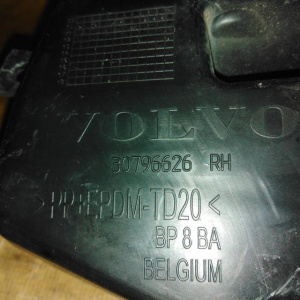 VOLVO
30796626 RH
>PP+EPDM-TD20<
BP 8 BA
BELGIUM